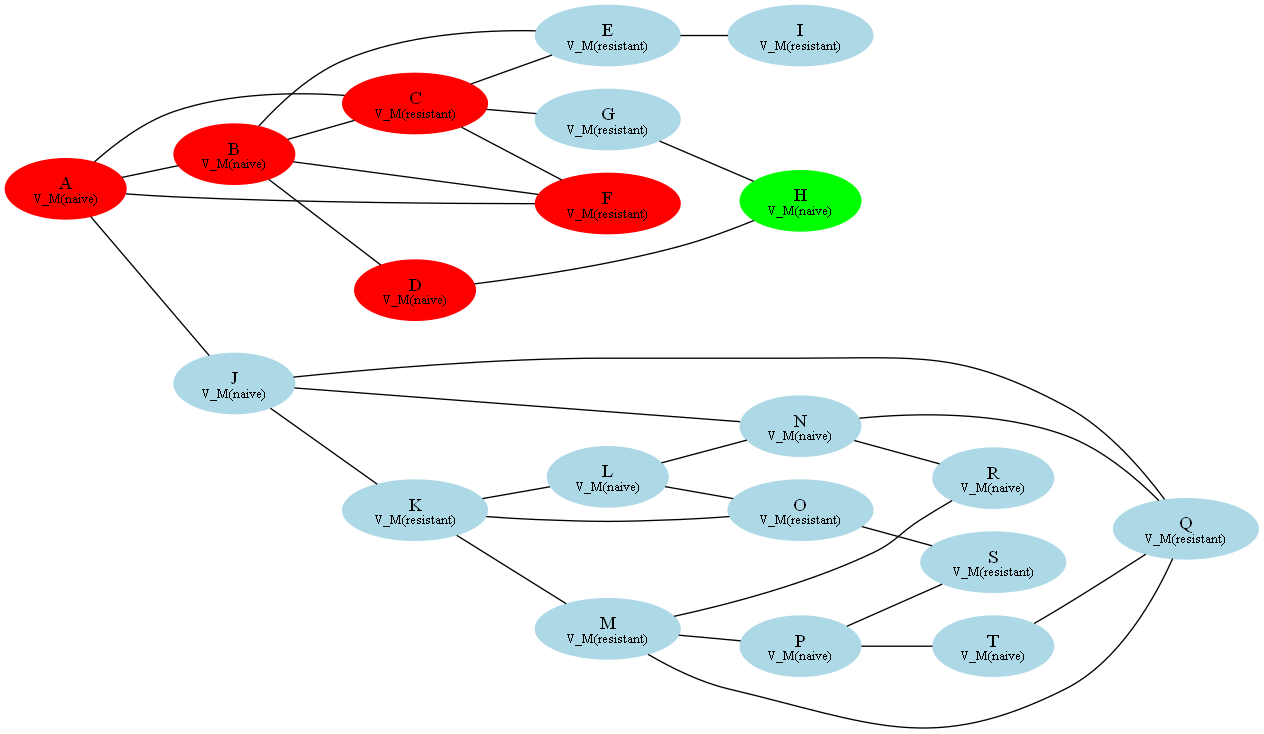 A
V_M(naive)
B
V_M(naive)
C
V_M(resistant)
D
V_M(naive)
E
V_M(resistant)
F
V_M(resistant)
G
V_M(resistant)
H
V_M(naive)
I
V_M(resistant)
J
V_M(naive)
K
V_M(resistant)
L
V_M(naive)
M
V_M(resistant)
N
V_M(naive)
O
V_M(resistant)
P
V_M(naive)
Q
V_M(resistant)
R
V_M(naive)
S
V_M(resistant)
T
V_M(naive)